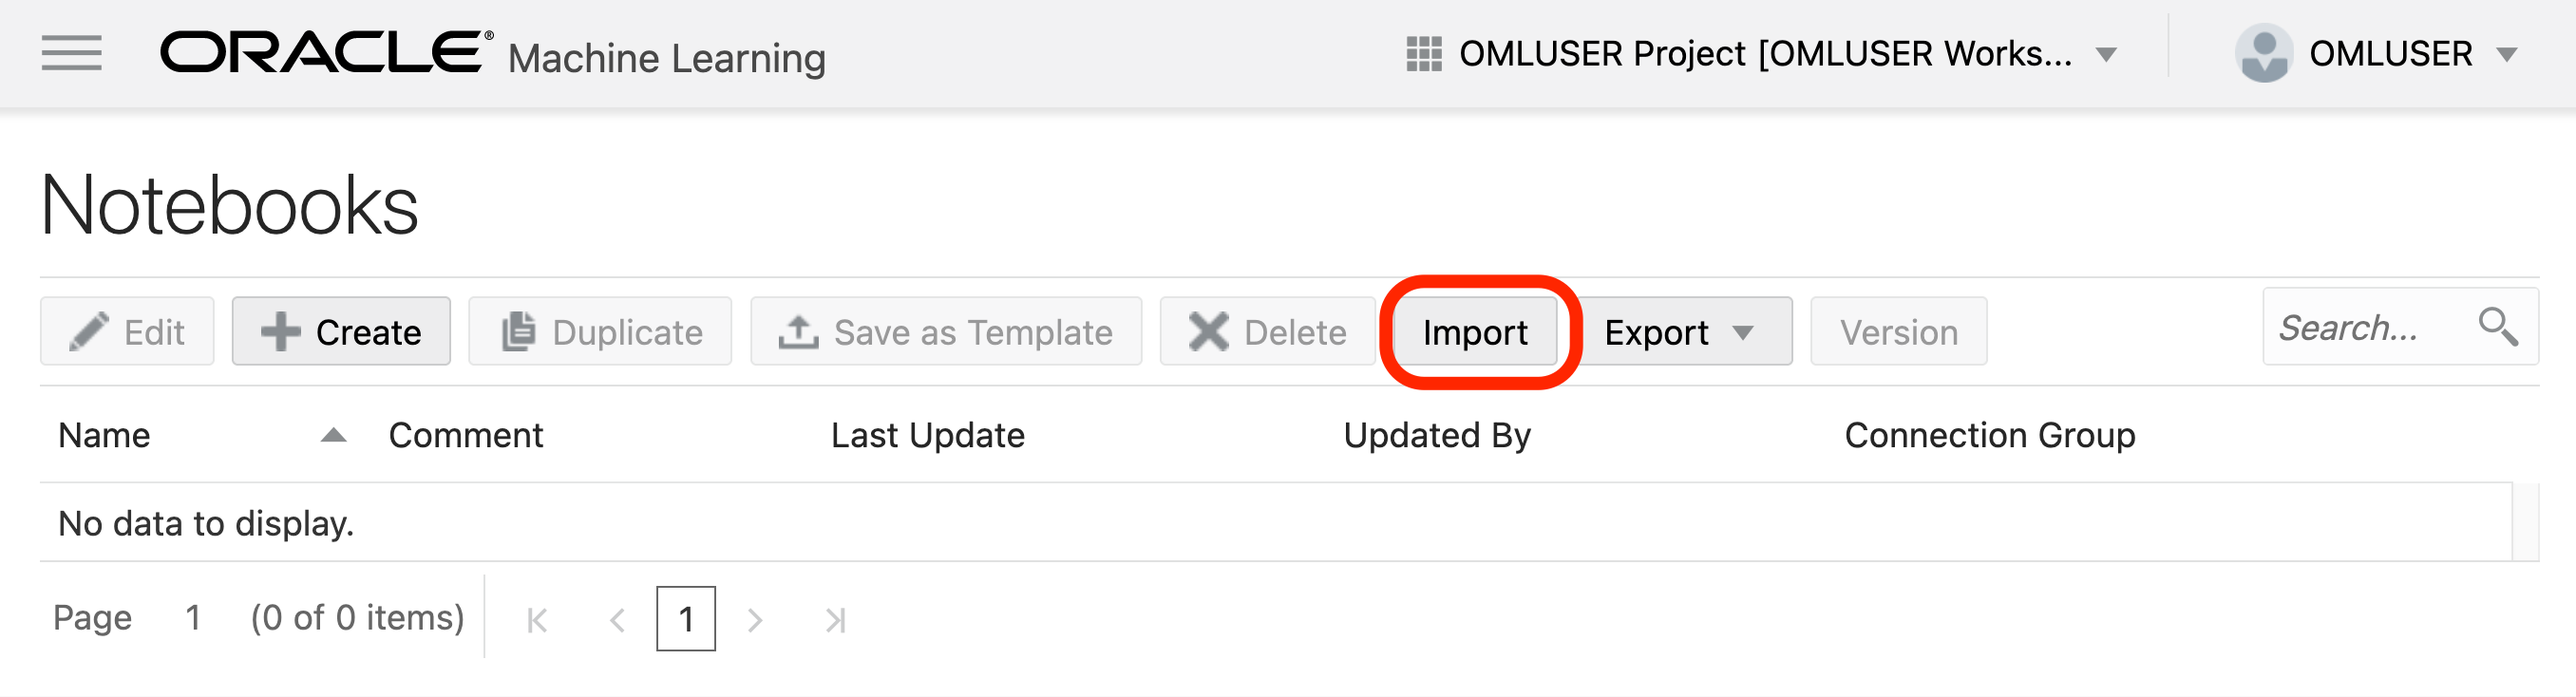 ORACLE® Machine Learning OMLUSER Project [OMLUSER Works... OMLUSER
Notebooks
Edit Create Duplicate Save as Template Delete Import Export Version Search...
Name Comment Last Update Updated By Connection Group
No data to display.
Page 1 (0 of 0 items) 1